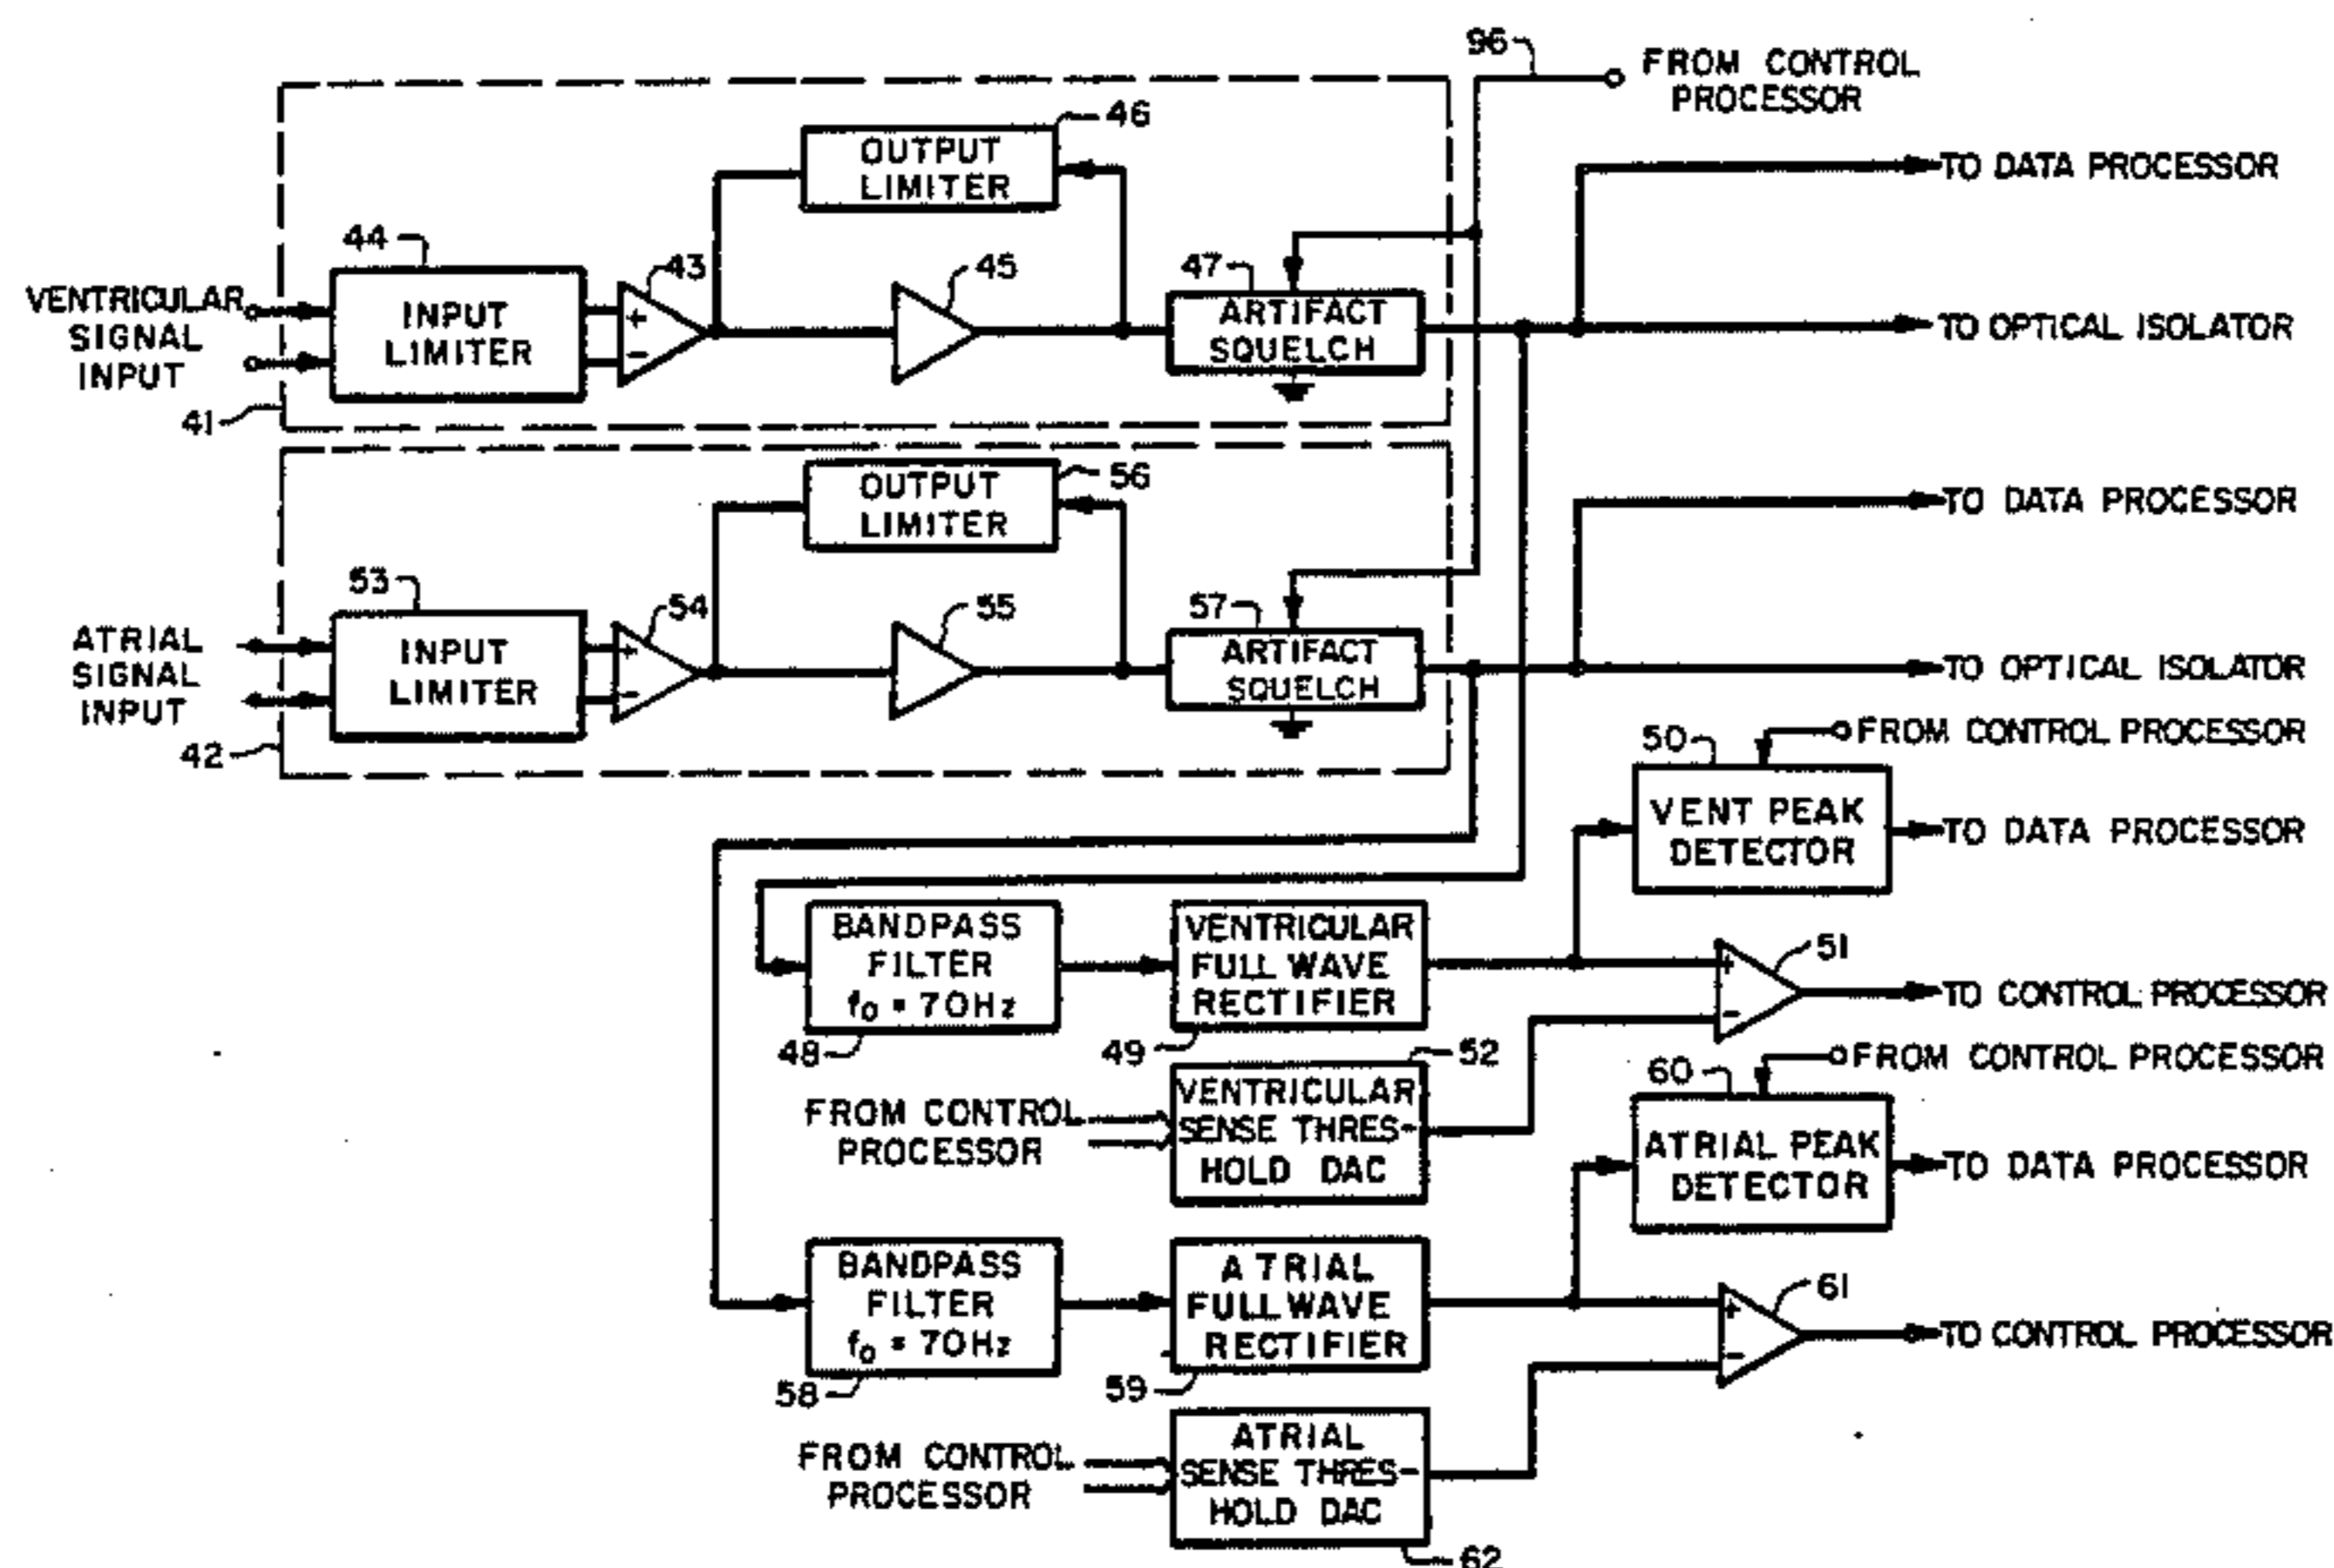 96
FROM CONTROL
PROCESSOR
46
OUTPUT
LIMITER
TO DATA PROCESSOR
44
43
45
47
VENTRICULAR
SIGNAL
INPUT
INPUT
LIMITER
+
−
ARTIFACT
SQUELCH
TO OPTICAL ISOLATOR
41
56
OUTPUT
LIMITER
TO DATA PROCESSOR
53
54
55
57
ATRIAL
SIGNAL
INPUT
INPUT
LIMITER
+
−
ARTIFACT
SQUELCH
TO OPTICAL ISOLATOR
42
50
FROM CONTROL PROCESSOR
VENT PEAK
DETECTOR
TO DATA PROCESSOR
BANDPASS
FILTER
f₀ = 70Hz
48
VENTRICULAR
FULL WAVE
RECTIFIER
49
+
−
51
TO CONTROL PROCESSOR
52
FROM CONTROL
PROCESSOR
VENTRICULAR
SENSE THRES-
HOLD DAC
60
FROM CONTROL PROCESSOR
ATRIAL PEAK
DETECTOR
TO DATA PROCESSOR
BANDPASS
FILTER
f₀ = 70Hz
58
ATRIAL
FULL WAVE
RECTIFIER
59
+
−
61
TO CONTROL PROCESSOR
FROM CONTROL
PROCESSOR
ATRIAL
SENSE THRES-
HOLD DAC
62